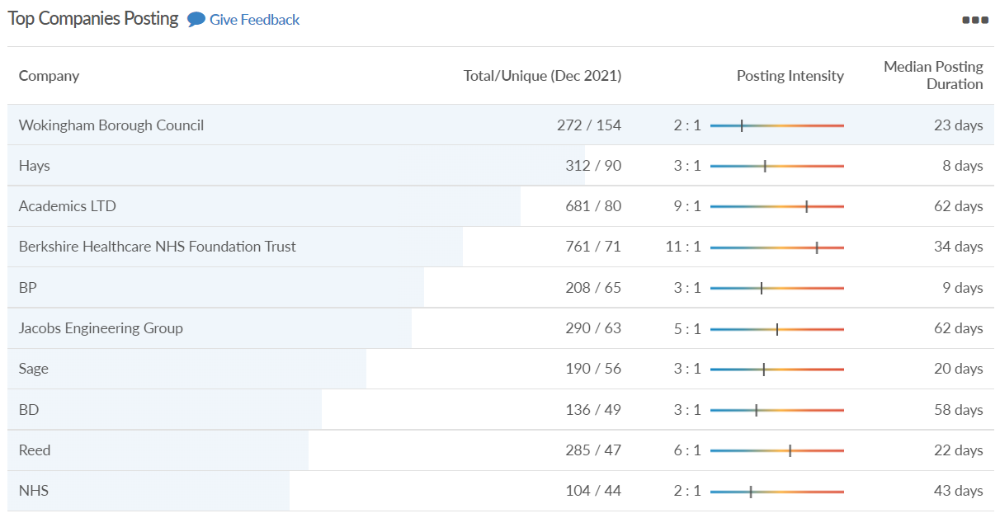 Top Companies Posting Give Feedback
Company Total/Unique (Dec 2021) Posting Intensity Median Posting Duration
Wokingham Borough Council 272 / 154 2 : 1 23 days
Hays 312 / 90 3 : 1 8 days
Academics LTD 681 / 80 9 : 1 62 days
Berkshire Healthcare NHS Foundation Trust 761 / 71 11 : 1 34 days
BP 208 / 65 3 : 1 9 days
Jacobs Engineering Group 290 / 63 5 : 1 62 days
Sage 190 / 56 3 : 1 20 days
BD 136 / 49 3 : 1 58 days
Reed 285 / 47 6 : 1 22 days
NHS 104 / 44 2 : 1 43 days